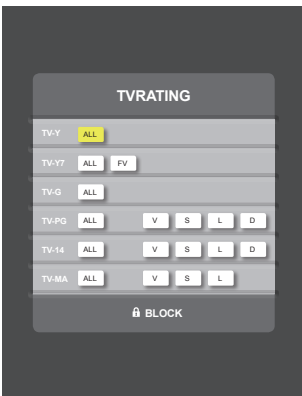 TVRATING
TV-Y ALL
TV-Y7 ALL FV
TV-G ALL
TV-PG ALL V S L D
TV-14 ALL V S L D
TV-MA ALL V S L
BLOCK